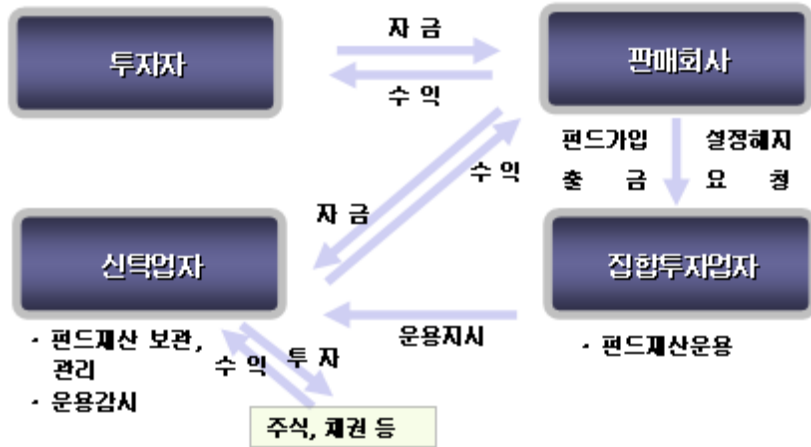 투자자
자 금
수 익
판매회사
펀드가입 설정해지
출 금 요 청
수 익
자 금
신탁업자
집합투자업자
· 펀드재산 보관,
관리
· 운용감시
운용지시
· 펀드재산운용
수 익 투 자
주식, 채권 등